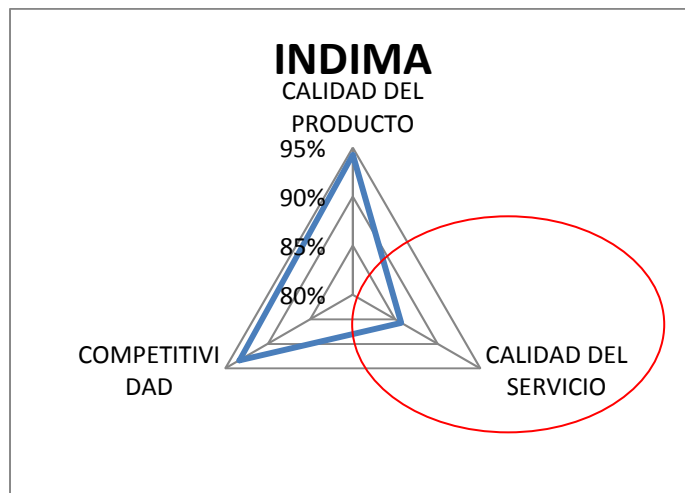 INDIMA
CALIDAD DEL
PRODUCTO
95%
90%
85%
80%
COMPETITIVI
DAD
CALIDAD DEL
SERVICIO